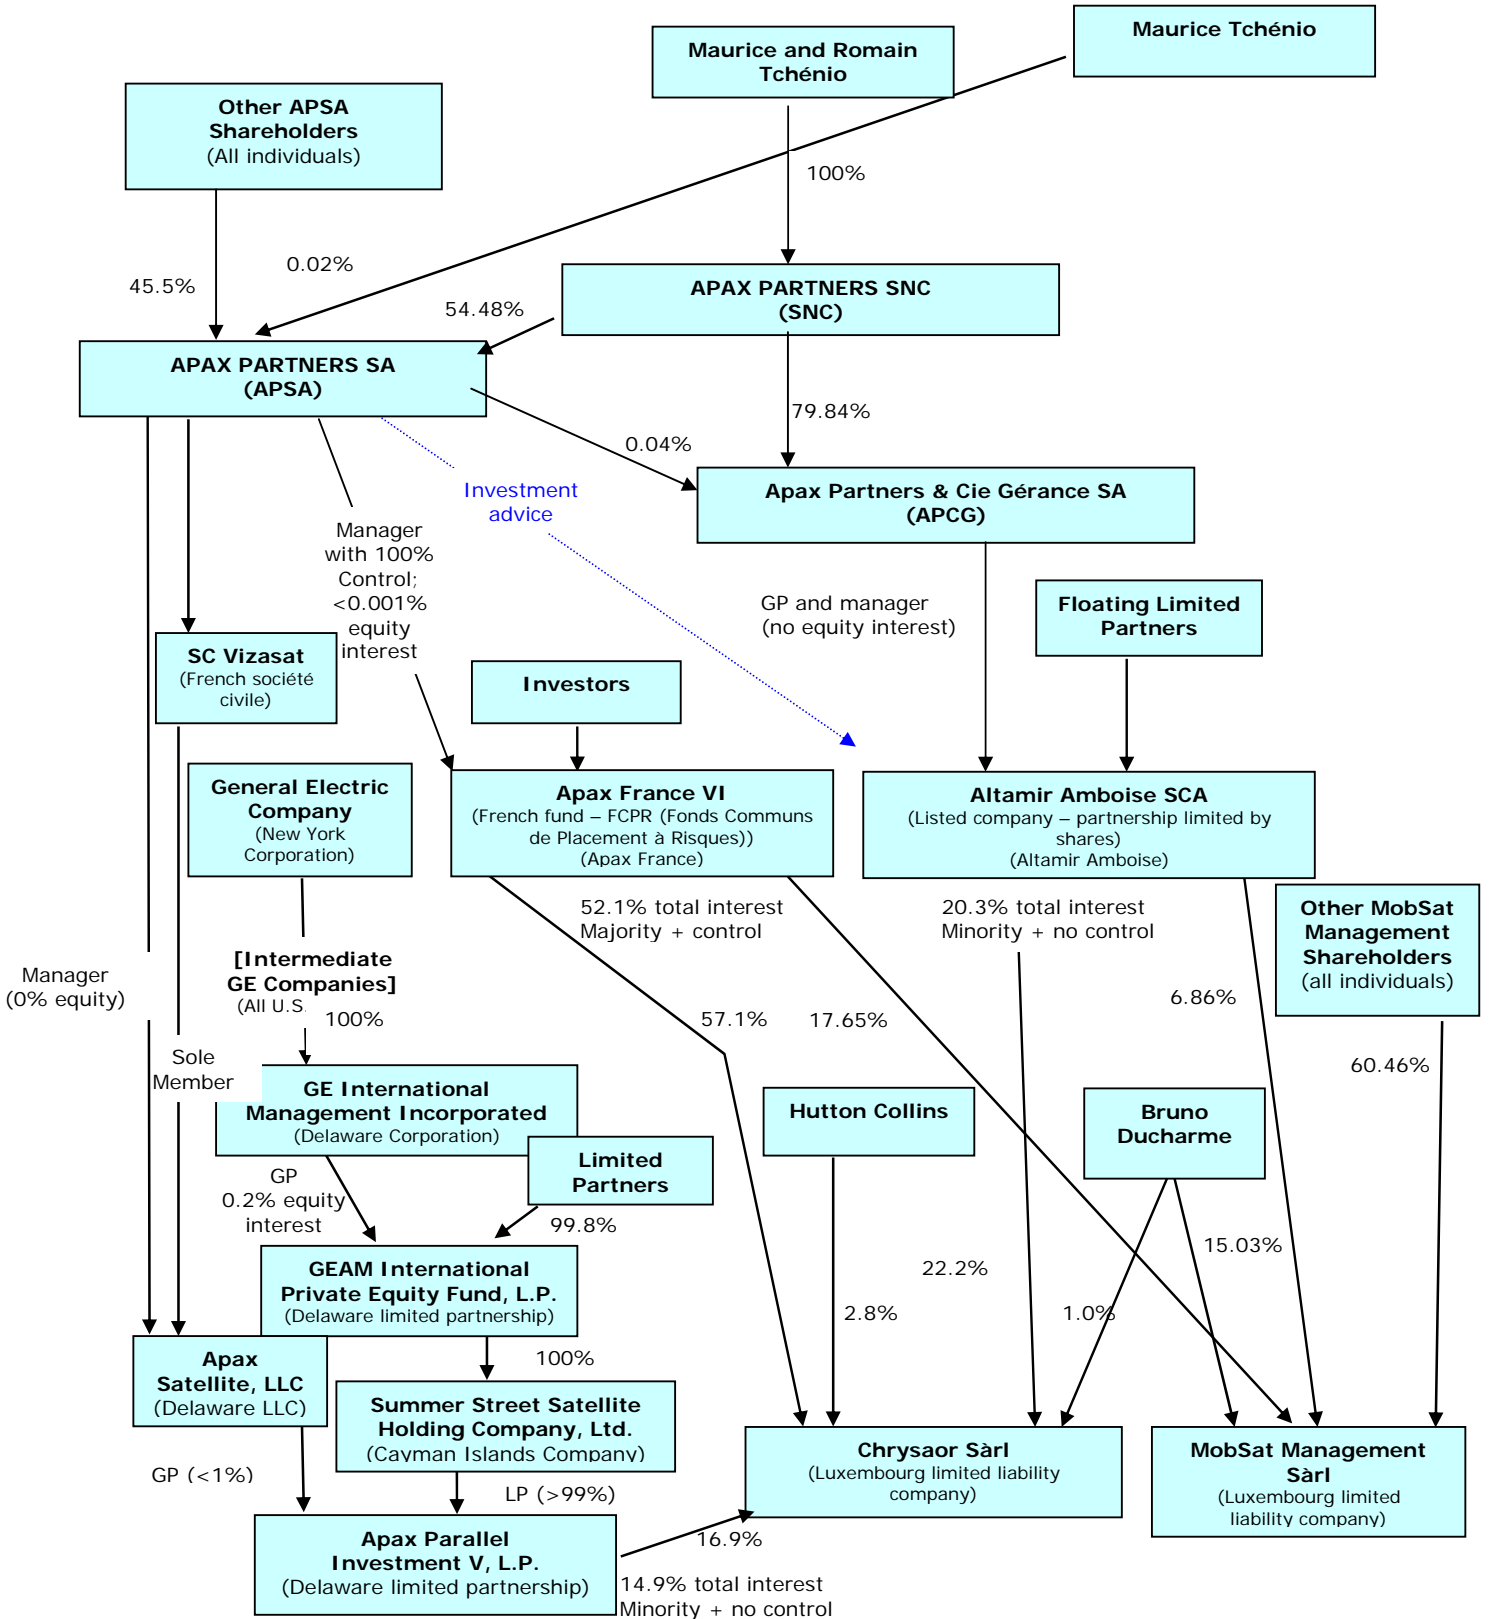 Maurice Tchénio
Maurice and Romain
Tchénio
Other APSA
Shareholders
(All individuals)
100%
0.02%
45.5%
54.48%
APAX PARTNERS SNC
(SNC)
APAX PARTNERS SA
(APSA)
79.84%
0.04%
Apax Partners & Cie Gérance SA
(APCG)
Investment
advice
Manager
with 100%
Control;
<0.001%
equity
interest
GP and manager
(no equity interest)
Floating Limited
Partners
SC Vizasat
(French société
civile)
Investors
General Electric
Company
(New York
Corporation)
Apax France VI
(French fund – FCPR (Fonds Communs
de Placement à Risques))
(Apax France)
Altamir Amboise SCA
(Listed company – partnership limited by
shares)
(Altamir Amboise)
52.1% total interest
Majority + control
20.3% total interest
Minority + no control
Other MobSat
Management
Shareholders
(all individuals)
[Intermediate
GE Companies]
(All U.S.
100%
Manager
(0% equity)
57.1%
17.65%
6.86%
60.46%
Sole
Member
GE International
Management Incorporated
(Delaware Corporation)
Hutton Collins
Bruno
Ducharme
Limited
Partners
GP
0.2% equity
interest
99.8%
15.03%
22.2%
2.8%
1.0%
GEAM International
Private Equity Fund, L.P.
(Delaware limited partnership)
100%
Apax
Satellite, LLC
(Delaware LLC)
Summer Street Satellite
Holding Company, Ltd.
(Cayman Islands Company)
Chrysaor Sàrl
(Luxembourg limited liability
company)
MobSat Management
Sàrl
(Luxembourg limited
liability company)
GP (<1%)
LP (>99%)
Apax Parallel
Investment V, L.P.
(Delaware limited partnership)
16.9%
14.9% total interest
Minority + no control